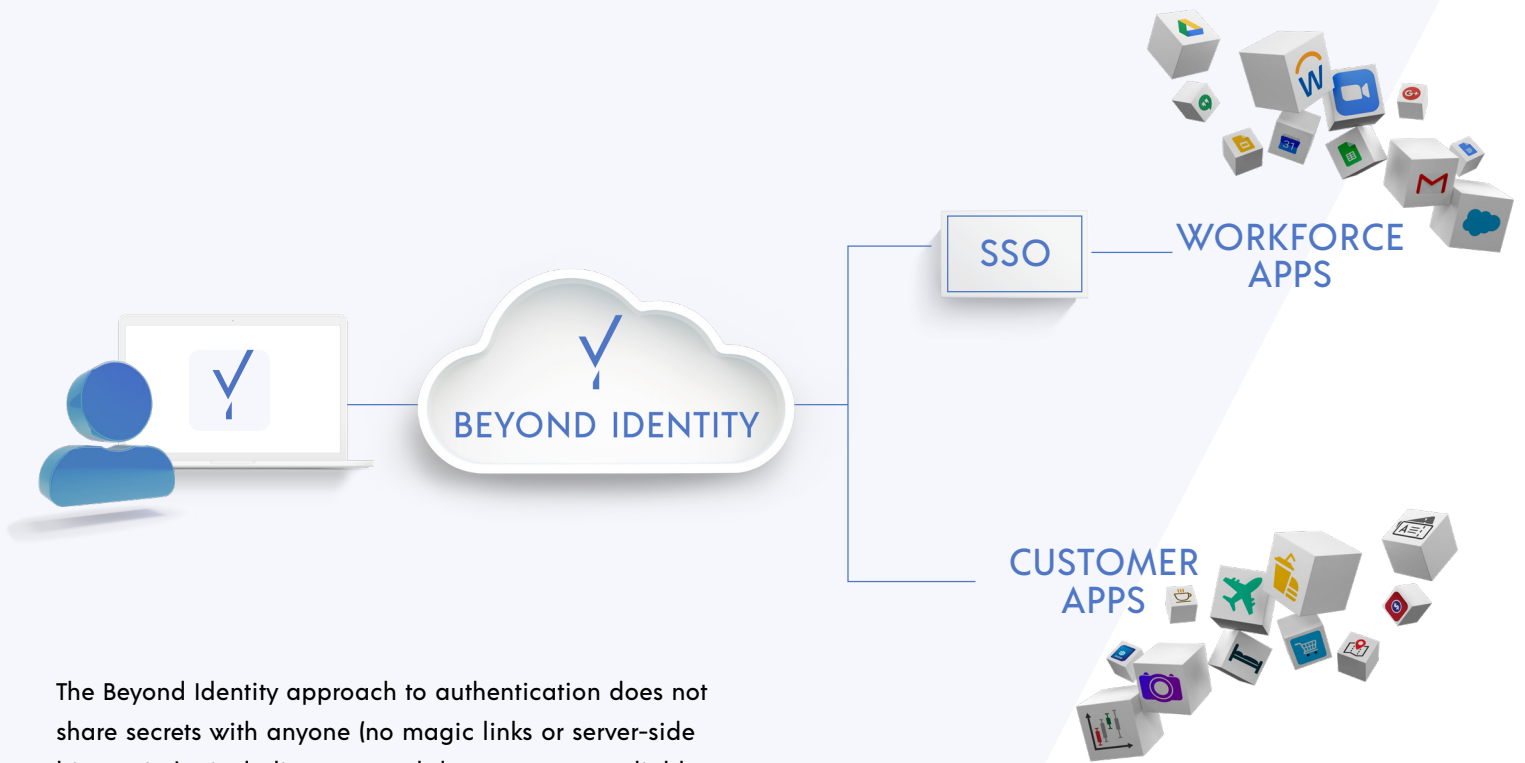 SSO
WORKFORCE
APPS
BEYOND IDENTITY
CUSTOMER
APPS
The Beyond Identity approach to authentication does not
share secrets with anyone (no magic links or server-side